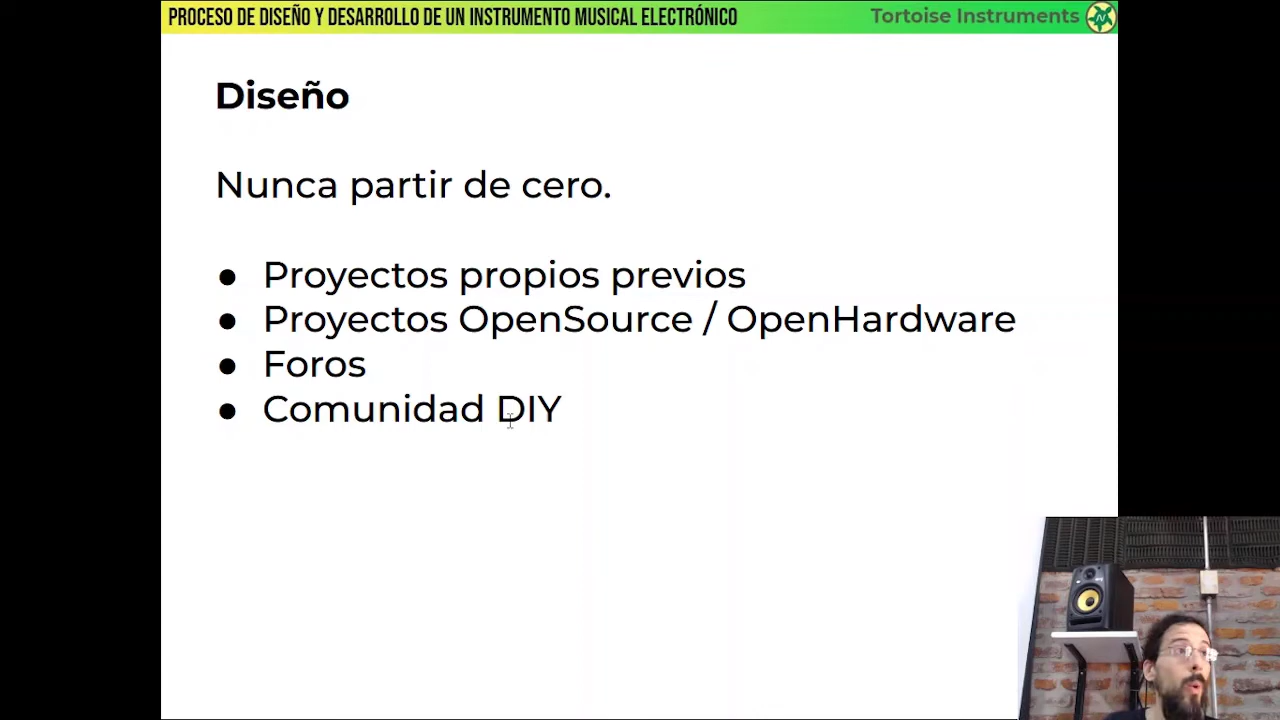 PROCESO DE DISEÑO Y DESARROLLO DE UN INSTRUMENTO MUSICAL ELECTRÓNICO
Tortoise Instruments
Diseño
Nunca partir de cero.
● Proyectos propios previos
● Proyectos OpenSource / OpenHardware
● Foros
● Comunidad DIY